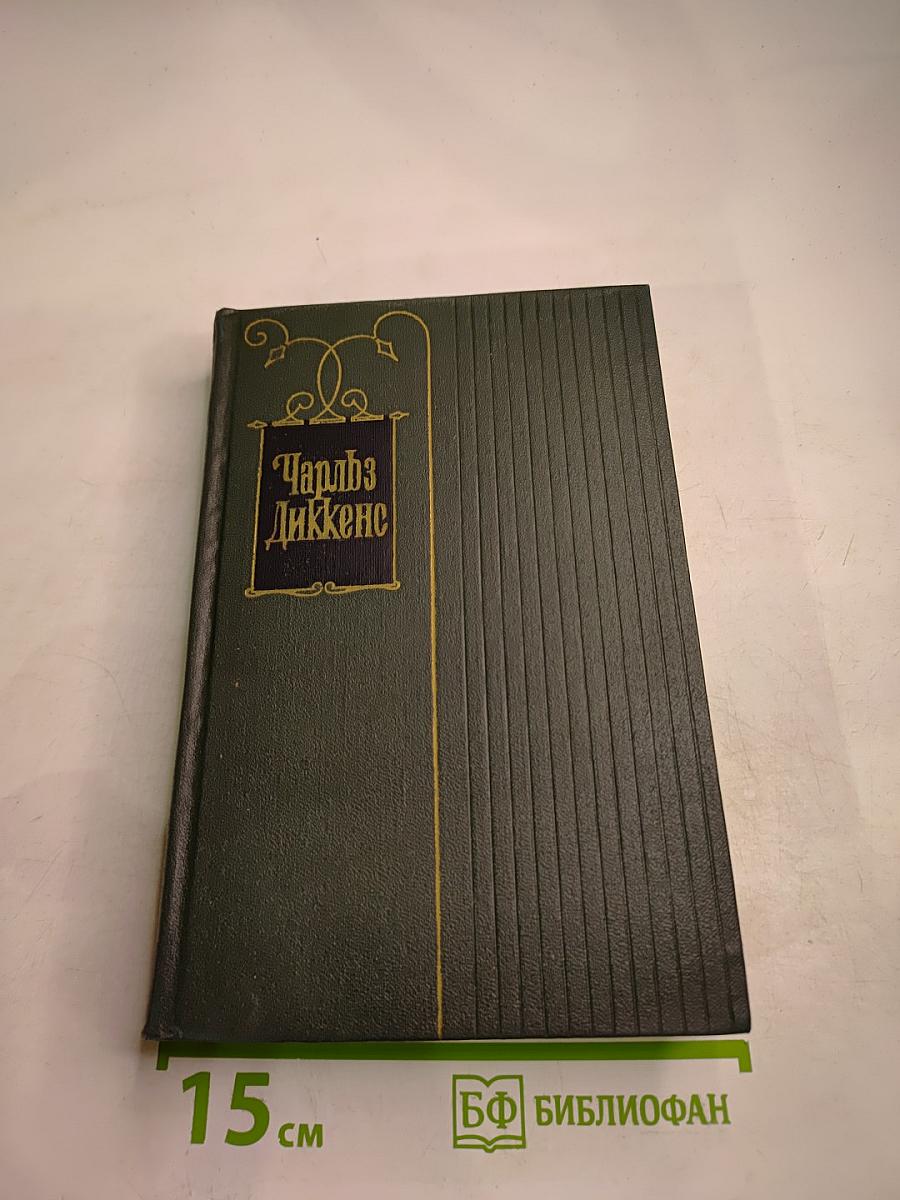 Чарльз
Диккенс
15 см
БФ БИБЛИОФАН